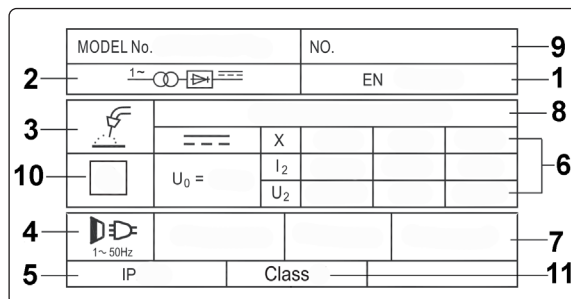 MODEL No. NO. 9
2 1~ EN 1
8
3 X
6
10 U₀ = I₂
U₂
4 1~ 50Hz 7
5 IP Class 11